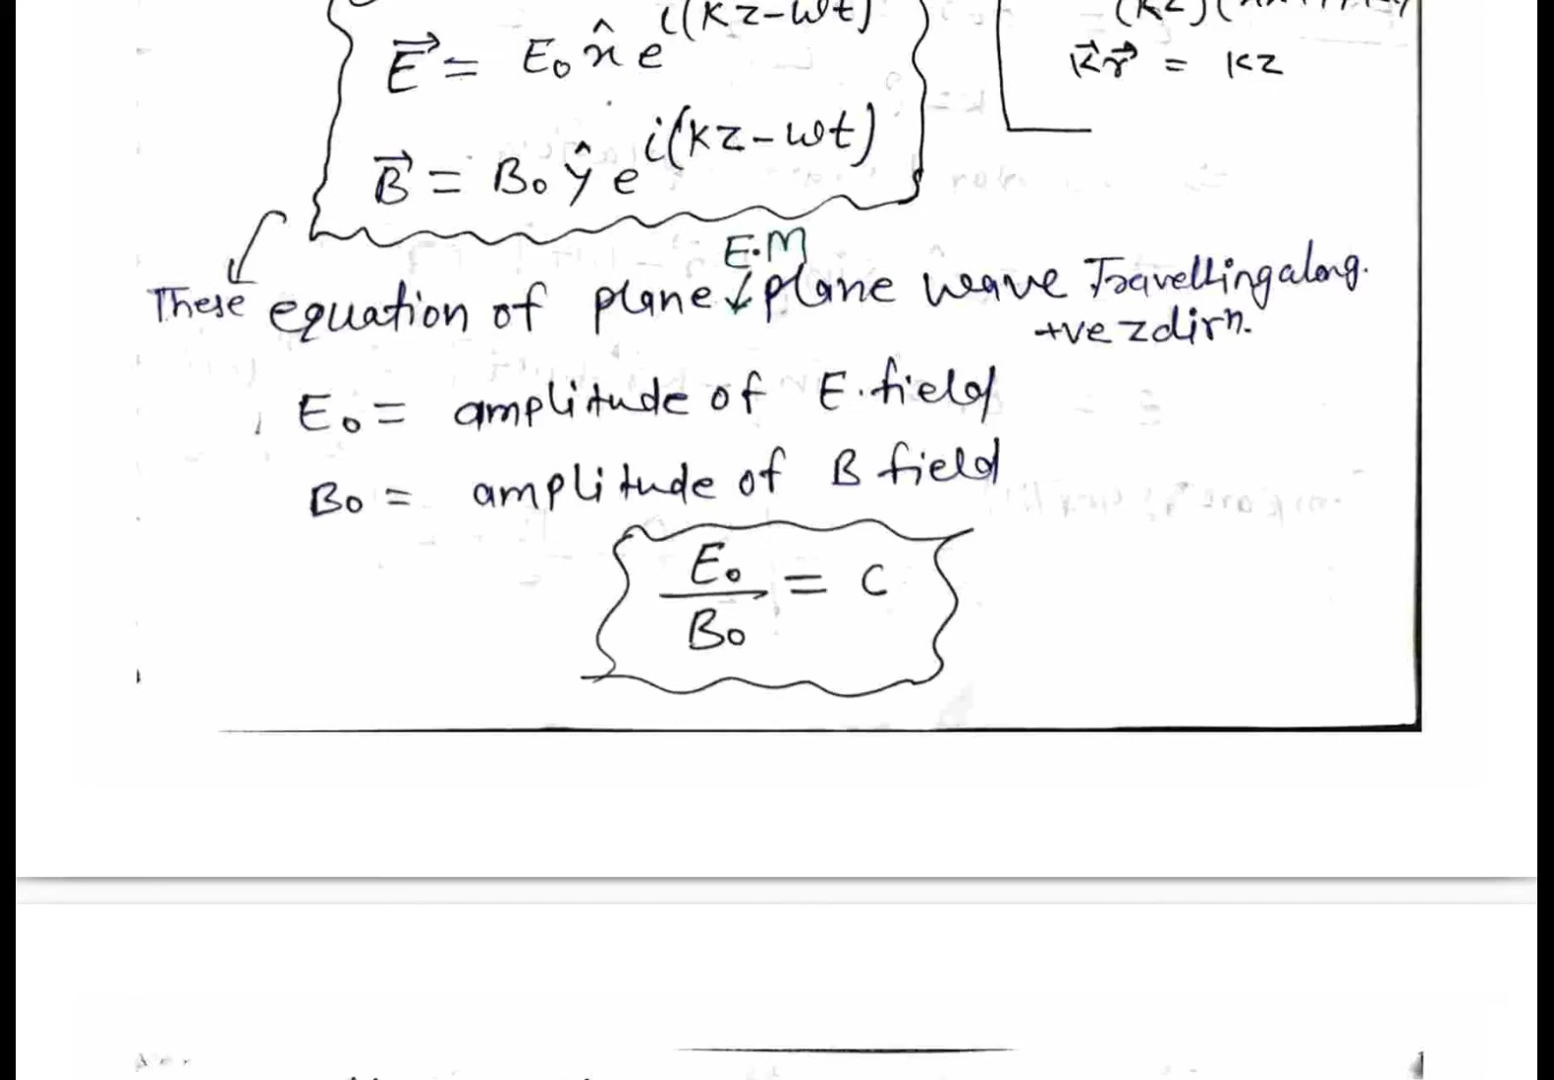 E⃗ = E₀ n̂ e^{i(kz-ωt)}
k⃗r⃗ = kz
B⃗ = B₀ ŷ e^{i(kz-ωt)}
E.M
These equation of plane ↓ plane weave Travelling along.
+ve z dirⁿ.
E₀ = amplitude of E. field
B₀ = amplitude of B field
E₀/B₀ = c